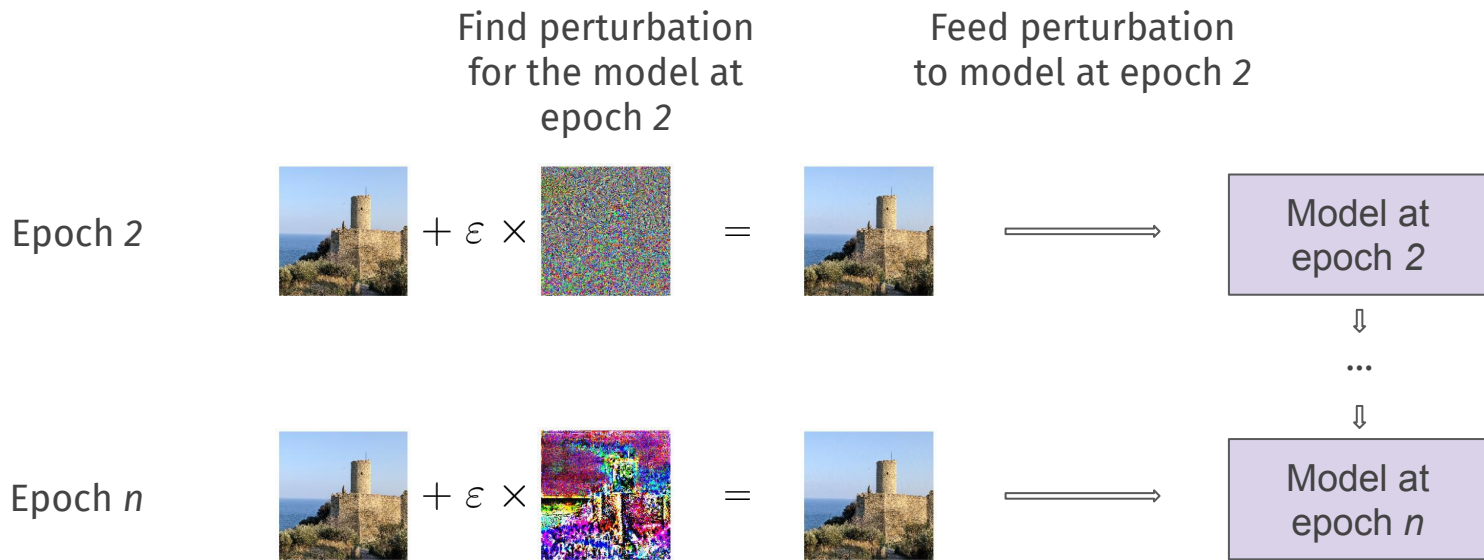 Find perturbation
for the model at
epoch 2
Feed perturbation
to model at epoch 2
Epoch 2
+ ε ×
=
Model at
epoch 2
...
Epoch n
+ ε ×
=
Model at
epoch n